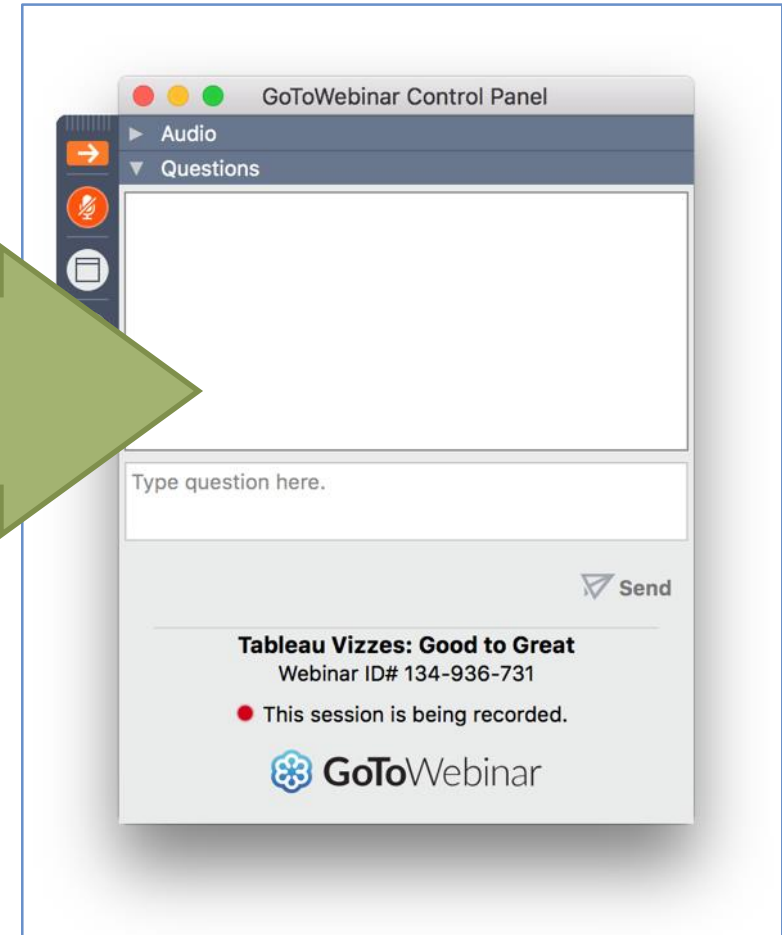 GoToWebinar Control Panel
Audio
Questions
Type question here.
Send
Tableau Vizzes: Good to Great
Webinar ID# 134-936-731
This session is being recorded.
GoToWebinar